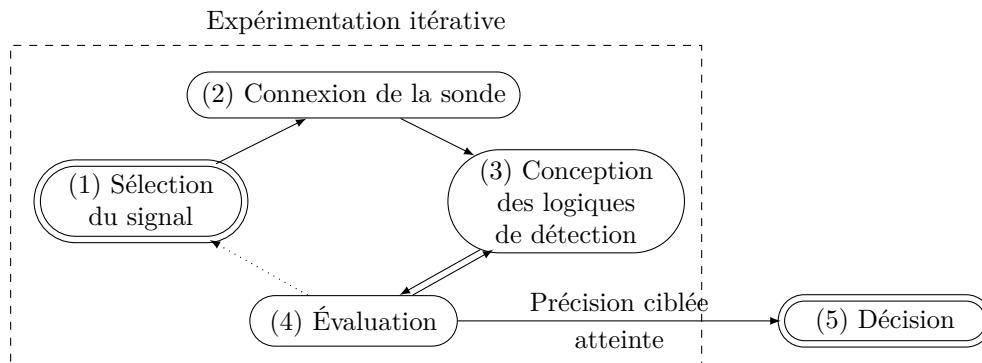 Expérimentation itérative
(2) Connexion de la sonde
(1) Sélection
du signal
(3) Conception
des logiques
de détection
(4) Évaluation
Précision ciblée
atteinte
(5) Décision